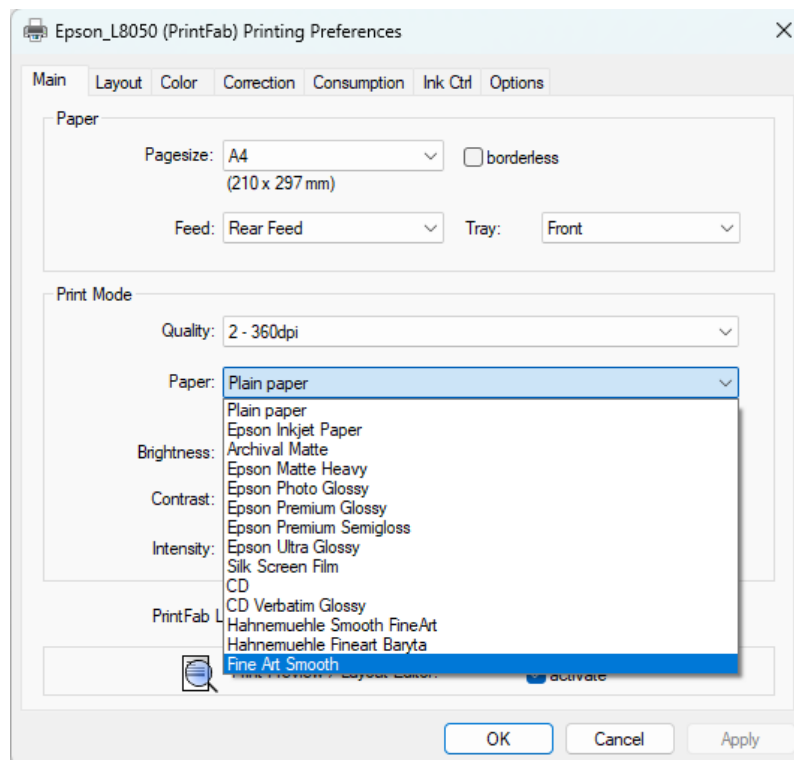 Epson_L8050 (PrintFab) Printing Preferences
Main Layout Color Correction Consumption Ink Ctrl Options
Paper
Pagesize: A4 borderless
(210 x 297 mm)
Feed: Rear Feed Tray: Front
Print Mode
Quality: 2 - 360dpi
Paper: Plain paper
Plain paper
Epson Inkjet Paper
Archival Matte
Brightness:
Epson Matte Heavy
Epson Photo Glossy
Contrast:
Epson Premium Glossy
Epson Premium Semigloss
Intensity:
Epson Ultra Glossy
Silk Screen Film
CD
PrintFab L
CD Verbatim Glossy
Hahnemuehle Smooth FineArt
Hahnemuehle Fineart Baryta
Fine Art Smooth
Print Preview / Layout Editor: activate
OK Cancel Apply